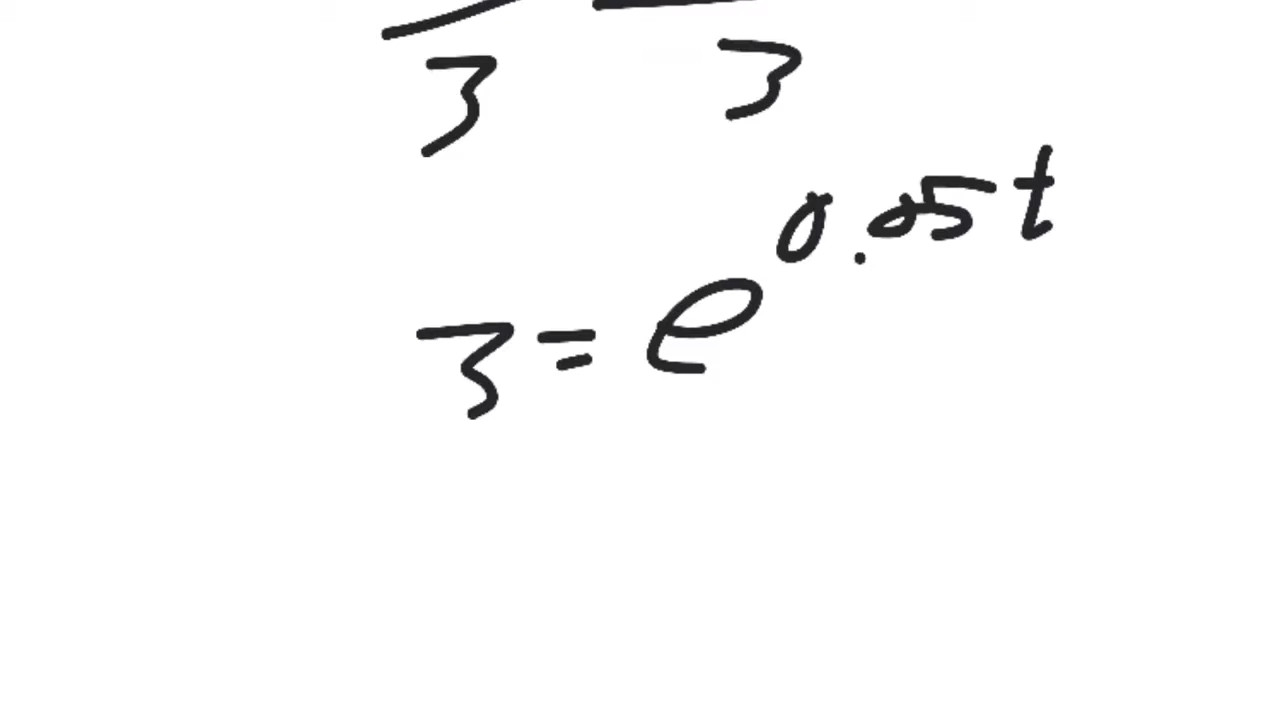 3 3
3 = e^0.05t